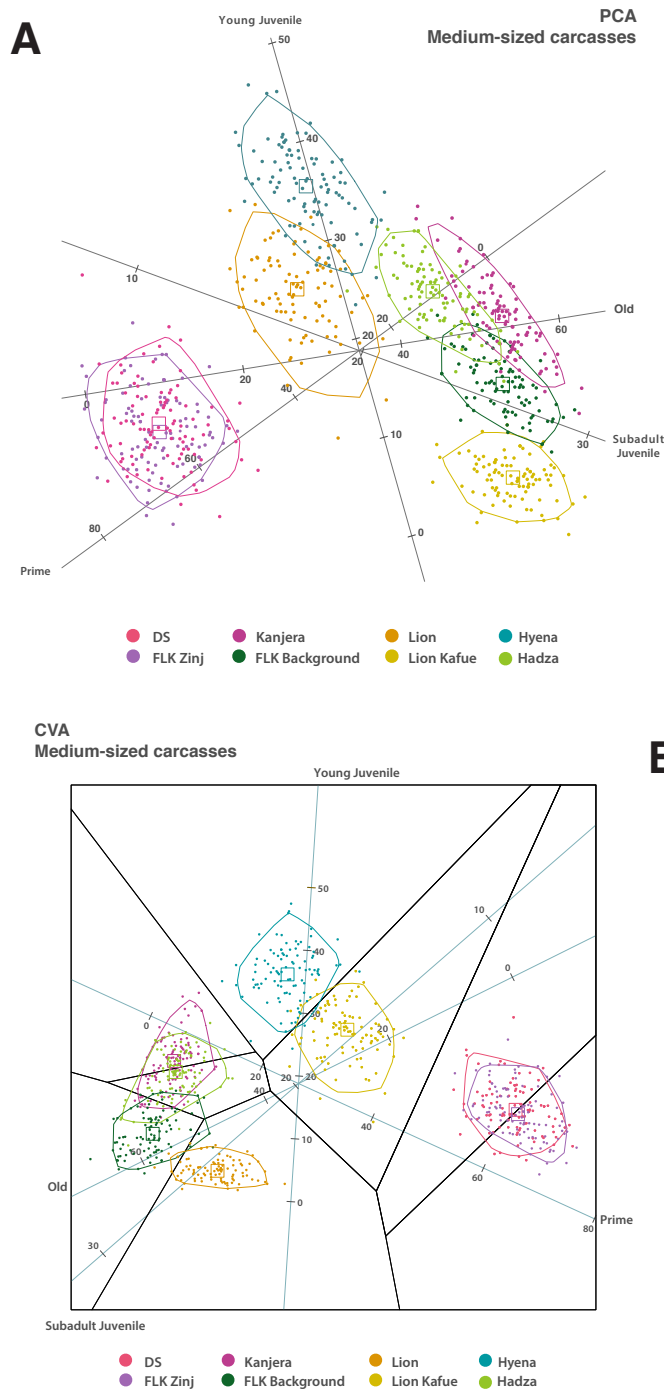 A
PCA
Medium-sized carcasses
Young Juvenile
50
40
30
0
10
20
20
20
40
60
Old
20
40
0
10
60
30
Subadult
Juvenile
80
0
Prime
DS
Kanjera
Lion
Hyena
FLK Zinj
FLK Background
Lion Kafue
Hadza
CVA
Medium-sized carcasses
B
Young Juvenile
50
10
40
0
30
0
20
20
20
20
40
40
10
60
60
Old
0
Prime
80
30
Subadult Juvenile
DS
Kanjera
Lion
Hyena
FLK Zinj
FLK Background
Lion Kafue
Hadza